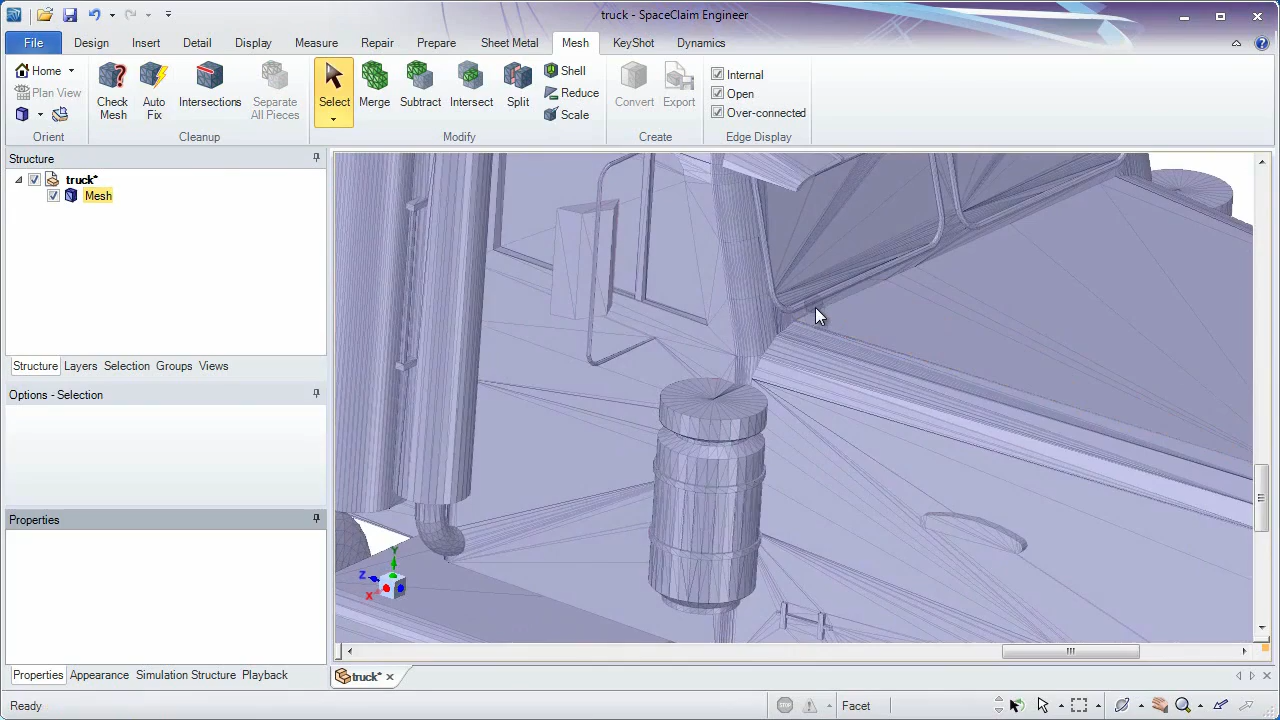 truck - SpaceClaim Engineer
File Design Insert Detail Display Measure Repair Prepare Sheet Metal Mesh KeyShot Dynamics
Home
Plan View
Orient
Check Mesh
Auto Fix
Intersections
Separate All Pieces
Cleanup
Select
Merge
Subtract
Intersect
Split
Shell
Reduce
Scale
Modify
Convert
Export
Create
Internal
Open
Over-connected
Edge Display
Structure
truck*
Mesh
Structure Layers Selection Groups Views
Options - Selection
Properties
Properties Appearance Simulation Structure Playback
Y
Z
X
truck*
Ready
STOP
Facet